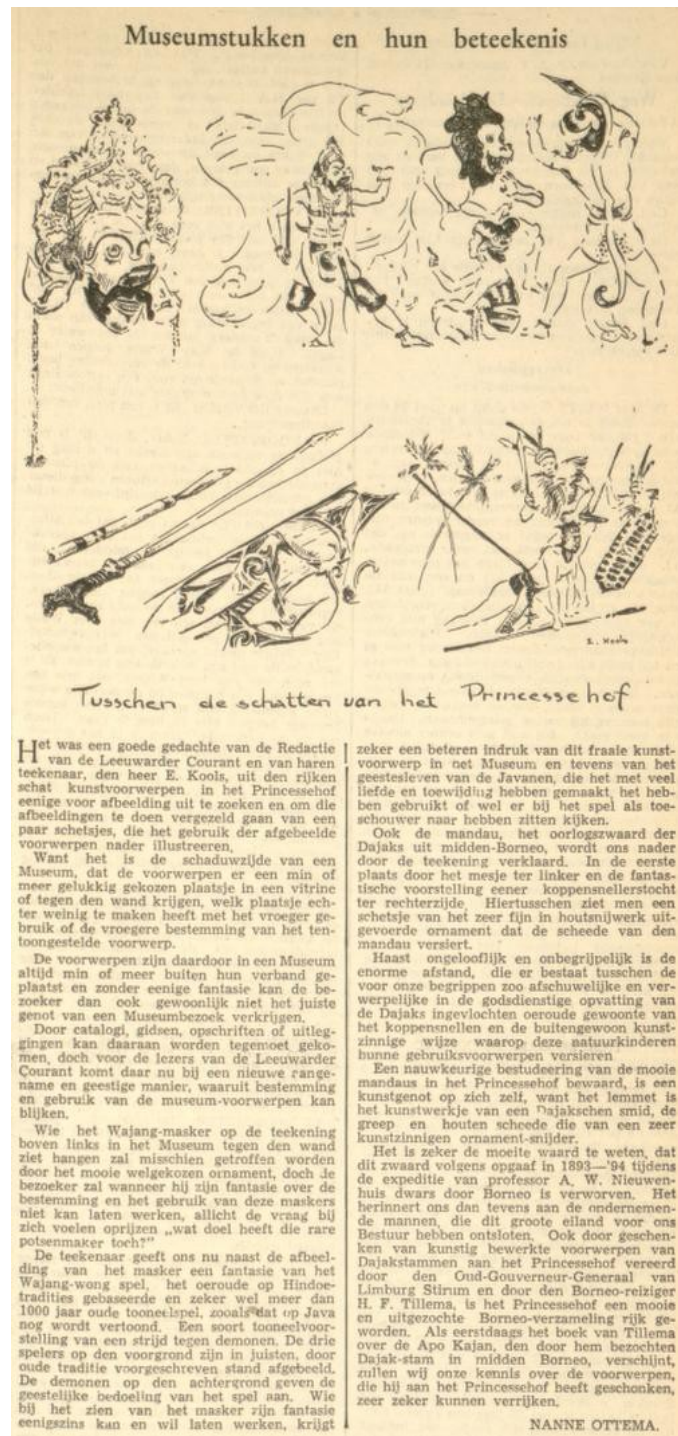 Museumstukken en hun beteekenis
E. Kools
Tusschen de schatten van het Princessehof
Het was een goede gedachte van de Redactie
van de Leeuwarder Courant en van haren
teekenaar, den heer E. Kools, uit den rijken
schat kunstvoorwerpen in het Princessehof
eenige voor afbeelding uit te zoeken en om die
afbeeldingen te doen vergezeld gaan van een
paar schetsjes, die het gebruik der afgebeelde
voorwerpen nader illustreeren.
Want het is de schaduwzijde van een
Museum, dat de voorwerpen er een min of
meer gelukkig gekozen plaatsje in een vitrine
of tegen den wand krijgen, welk plaatsje ech-
ter weinig te maken heeft met het vroeger ge-
bruik of de vroegere bestemming van het ten-
toongestelde voorwerp.
De voorwerpen zijn daardoor in een Museum
altijd min of meer buiten hun verband ge-
plaatst en zonder eenige fantasie kan de be-
zoeker dan ook gewoonlijk niet het juiste
genot van een Museumbezoek verkrijgen.
Door catalogi, gidsen, opschriften of uitleg-
gingen kan daaraan worden tegemoet geko-
men, doch voor de lezers van de Leeuwarder
Courant komt daar nu bij een nieuwe range-
name en geestige manier, waaruit bestemming
en gebruik van de museum-voorwerpen kan
blijken.
Wie het Wajang-masker op de teekening
boven links in het Museum tegen den wand
ziet hangen zal misschien getroffen worden
door het mooie welgekozen ornament, doch de
bezoeker zal wanneer hij zijn fantasie over de
bestemming en het gebruik van deze maskers
niet kan laten werken, allicht de vraag bij
zich voelen oprijzen „wat doel heeft die rare
potsenmaker toch?"
De teekenaar geeft ons nu naast de afbeel-
ding van het masker een fantasie van het
Wajang-wong spel, het oeroude op Hindoe-
tradities gebaseerde en zeker wel meer dan
1000 jaar oude tooneelspel, zooals dat op Java
nog wordt vertoond. Een soort tooneelvoor-
stelling van een strijd tegen demonen. De drie
spelers op den voorgrond zijn in juisten, door
oude traditie voorgeschreven stand afgebeeld.
De demonen op den achtergrond geven de
geestelijke bedoeling van het spel aan. Wie
bij het zien van het masker zijn fantasie
eenigszins kan en wil laten werken, krijgt
zeker een beteren indruk van dit fraaie kunst-
voorwerp in het Museum en tevens van het
geestesleven van de Javanen, die het met veel
liefde en toewijding hebben gemaakt, het heb-
ben gebruikt of wel er bij het spel als toe-
schouwer naar hebben zitten kijken.
Ook de mandau, het oorlogszwaard der
Dajaks uit midden-Borneo, wordt ons nader
door de teekening verklaard. In de eerste
plaats door het mesje ter linker en de fantas-
tische voorstelling eener koppensnellerstocht
ter rechterzijde. Hiertusschen ziet men een
schetsje van het zeer fijn in houtsnijwerk uit-
gevoerde ornament dat de scheede van den
mandau versiert.
Haast ongelooflijk en onbegrijpelijk is de
enorme afstand, die er bestaat tusschen de
voor onze begrippen zoo afschuwelijke en ver-
werpelijke in de godsdienstige opvatting van
de Dajaks ingevlochten oeroude gewoonte van
het koppensnellen en de buitengewoon kunst-
zinnige wijze waarop deze natuurkinderen
hunne gebruiksvoorwerpen versieren
Een nauwkeurige bestudeering van de mooie
mandaus in het Princessehof bewaard, is een
kunstgenot op zich zelf, want het lemmet is
het kunstwerkje van een Dajakschen smid, de
greep en houten scheede die van een zeer
kunstzinnigen ornament-snijder.
Het is zeker de moeite waard te weten, dat
dit zwaard volgens opgaaf in 1893—'94 tijdens
de expeditie van professor A. W. Nieuwen-
huis dwars door Borneo is verworven. Het
herinnert ons dan tevens aan de ondernemen-
de mannen, die dit groote eiland voor ons
Bestuur hebben ontsloten. Ook door geschen-
ken van kunstig bewerkte voorwerpen van
Dajakstammen aan het Princessehof vereerd
door den Oud-Gouverneur-Generaal van
Limburg Stirum en door den Borneo-reiziger
H. F. Tillema, is het Princessehof een mooie
en uitgezochte Borneo-verzameling rijk ge-
worden. Als eerstdaags het boek van Tillema
over de Apo Kajan, den door hem bezochten
Dajak-stam in midden Borneo, verschijnt,
zullen wij onze kennis over de voorwerpen,
die hij aan het Princessehof heeft geschonken,
zeer zeker kunnen verrijken.
NANNE OTTEMA.